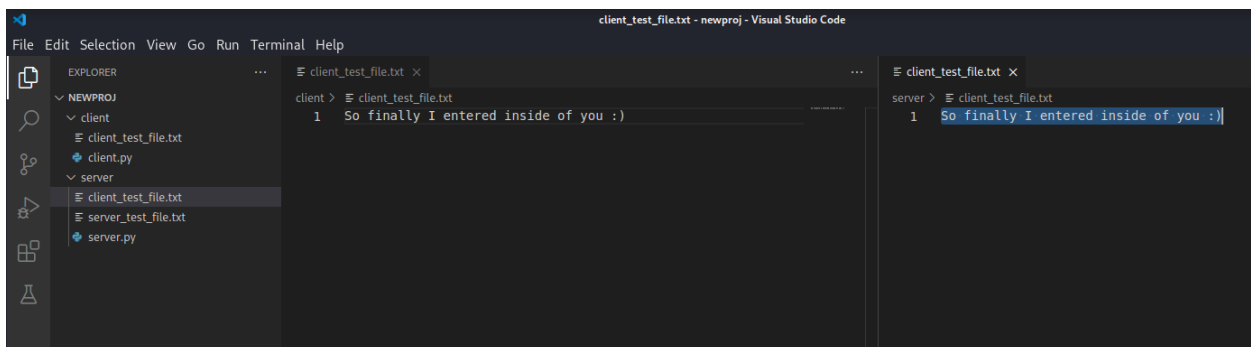 client_test_file.txt - newproj - Visual Studio Code
File Edit Selection View Go Run Terminal Help
EXPLORER ...
NEWPROJ
client
client_test_file.txt
client.py
server
client_test_file.txt
server_test_file.txt
server.py
client_test_file.txt ...
client > client_test_file.txt
1 So finally I entered inside of you :)
client_test_file.txt
server > client_test_file.txt
1 So finally I entered inside of you :)